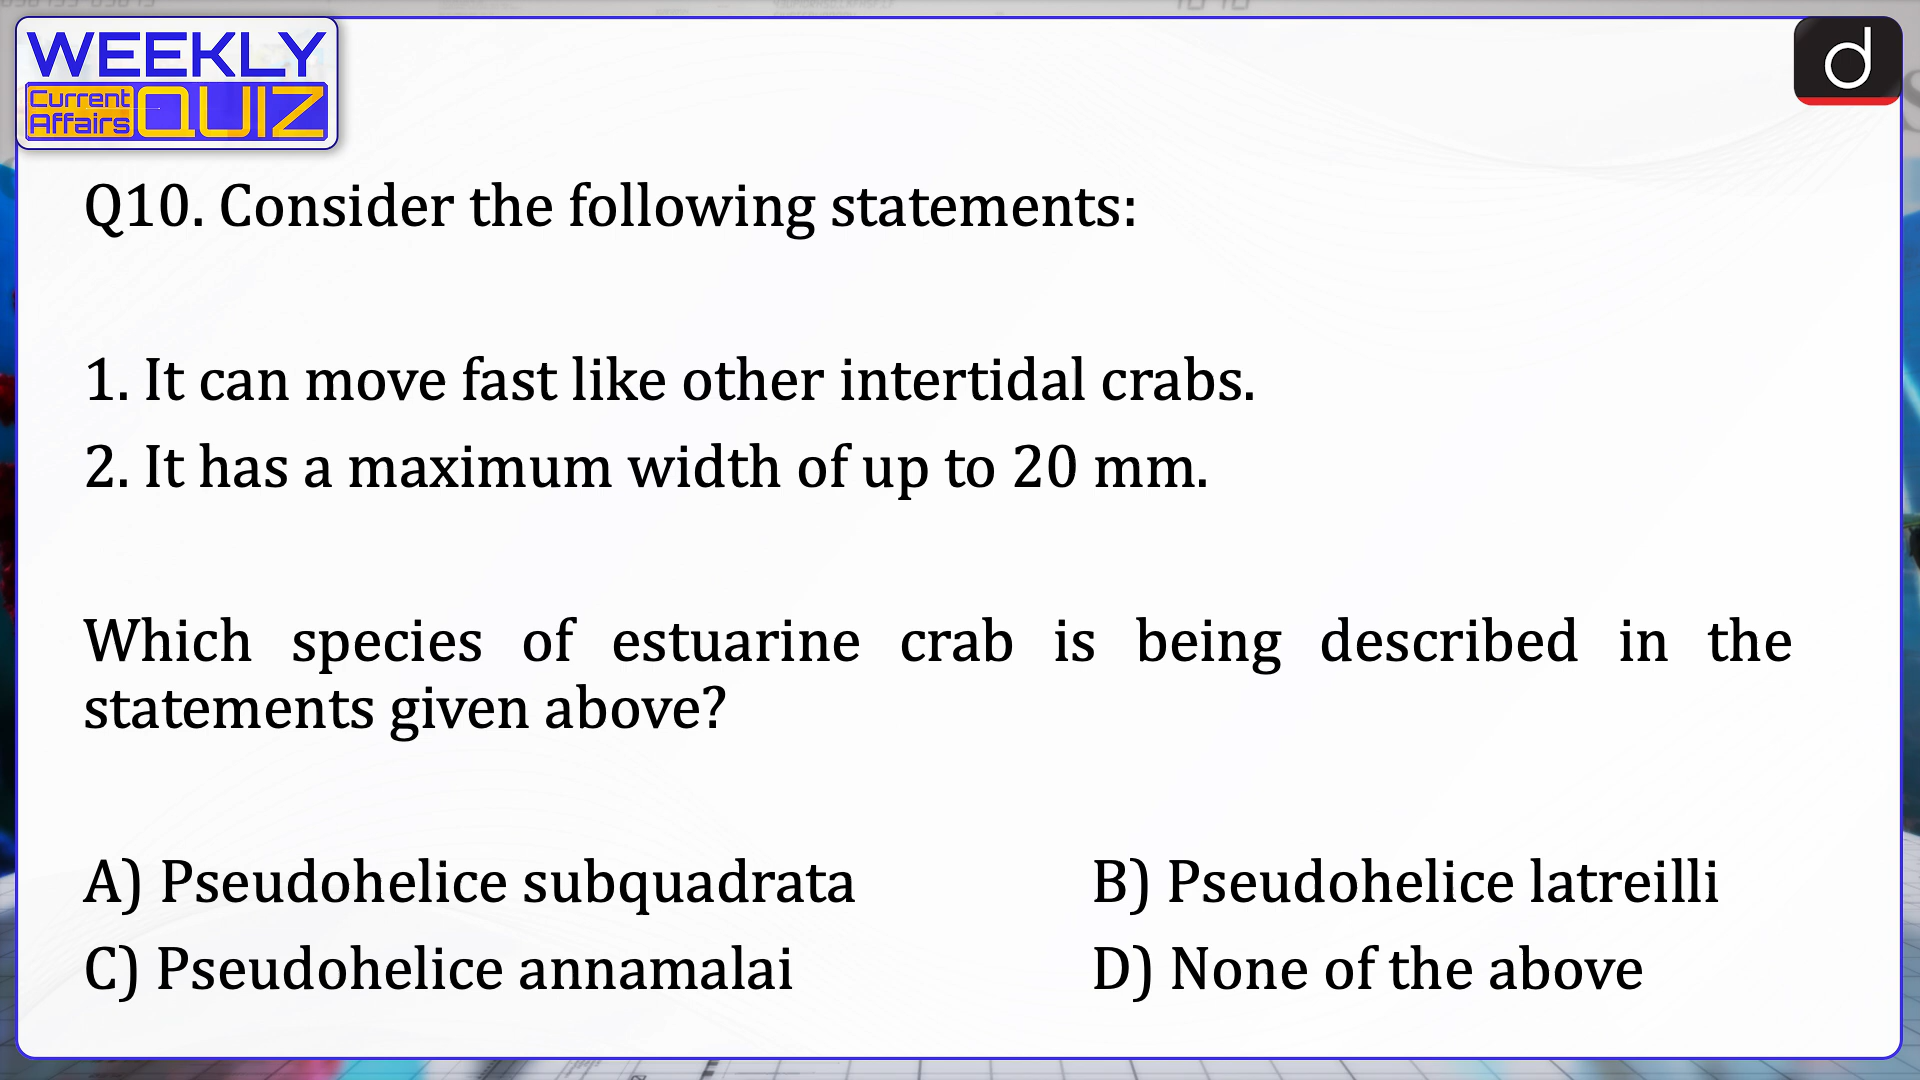 WEEKLY
Current
Affairs
QUIZ
d
Q10. Consider the following statements:
1. It can move fast like other intertidal crabs.
2. It has a maximum width of up to 20 mm.
Which species of estuarine crab is being described in the
statements given above?
A) Pseudohelice subquadrata
B) Pseudohelice latreilli
C) Pseudohelice annamalai
D) None of the above